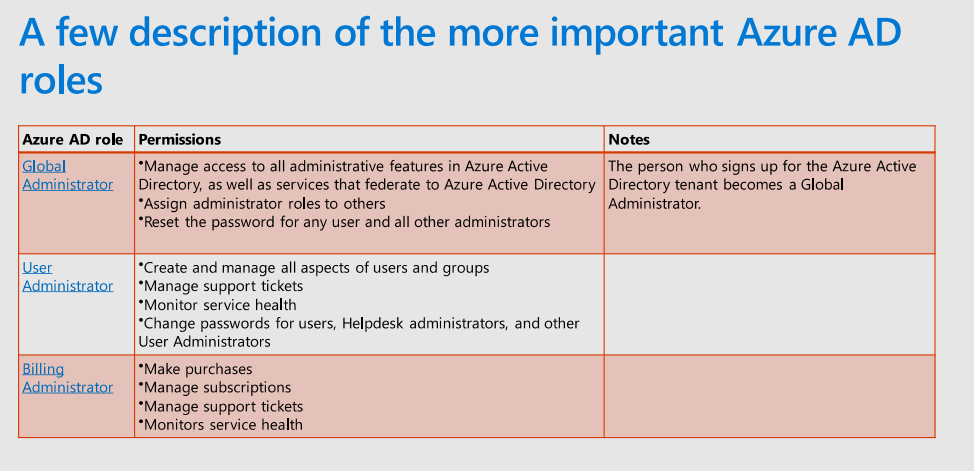 A few description of the more important Azure AD
roles
Azure AD role Permissions Notes
Global
Administrator
•Manage access to all administrative features in Azure Active
Directory, as well as services that federate to Azure Active Directory
•Assign administrator roles to others
•Reset the password for any user and all other administrators
The person who signs up for the Azure Active
Directory tenant becomes a Global
Administrator.
User
Administrator
•Create and manage all aspects of users and groups
•Manage support tickets
•Monitor service health
•Change passwords for users, Helpdesk administrators, and other
User Administrators
Billing
Administrator
•Make purchases
•Manage subscriptions
•Manage support tickets
•Monitors service health